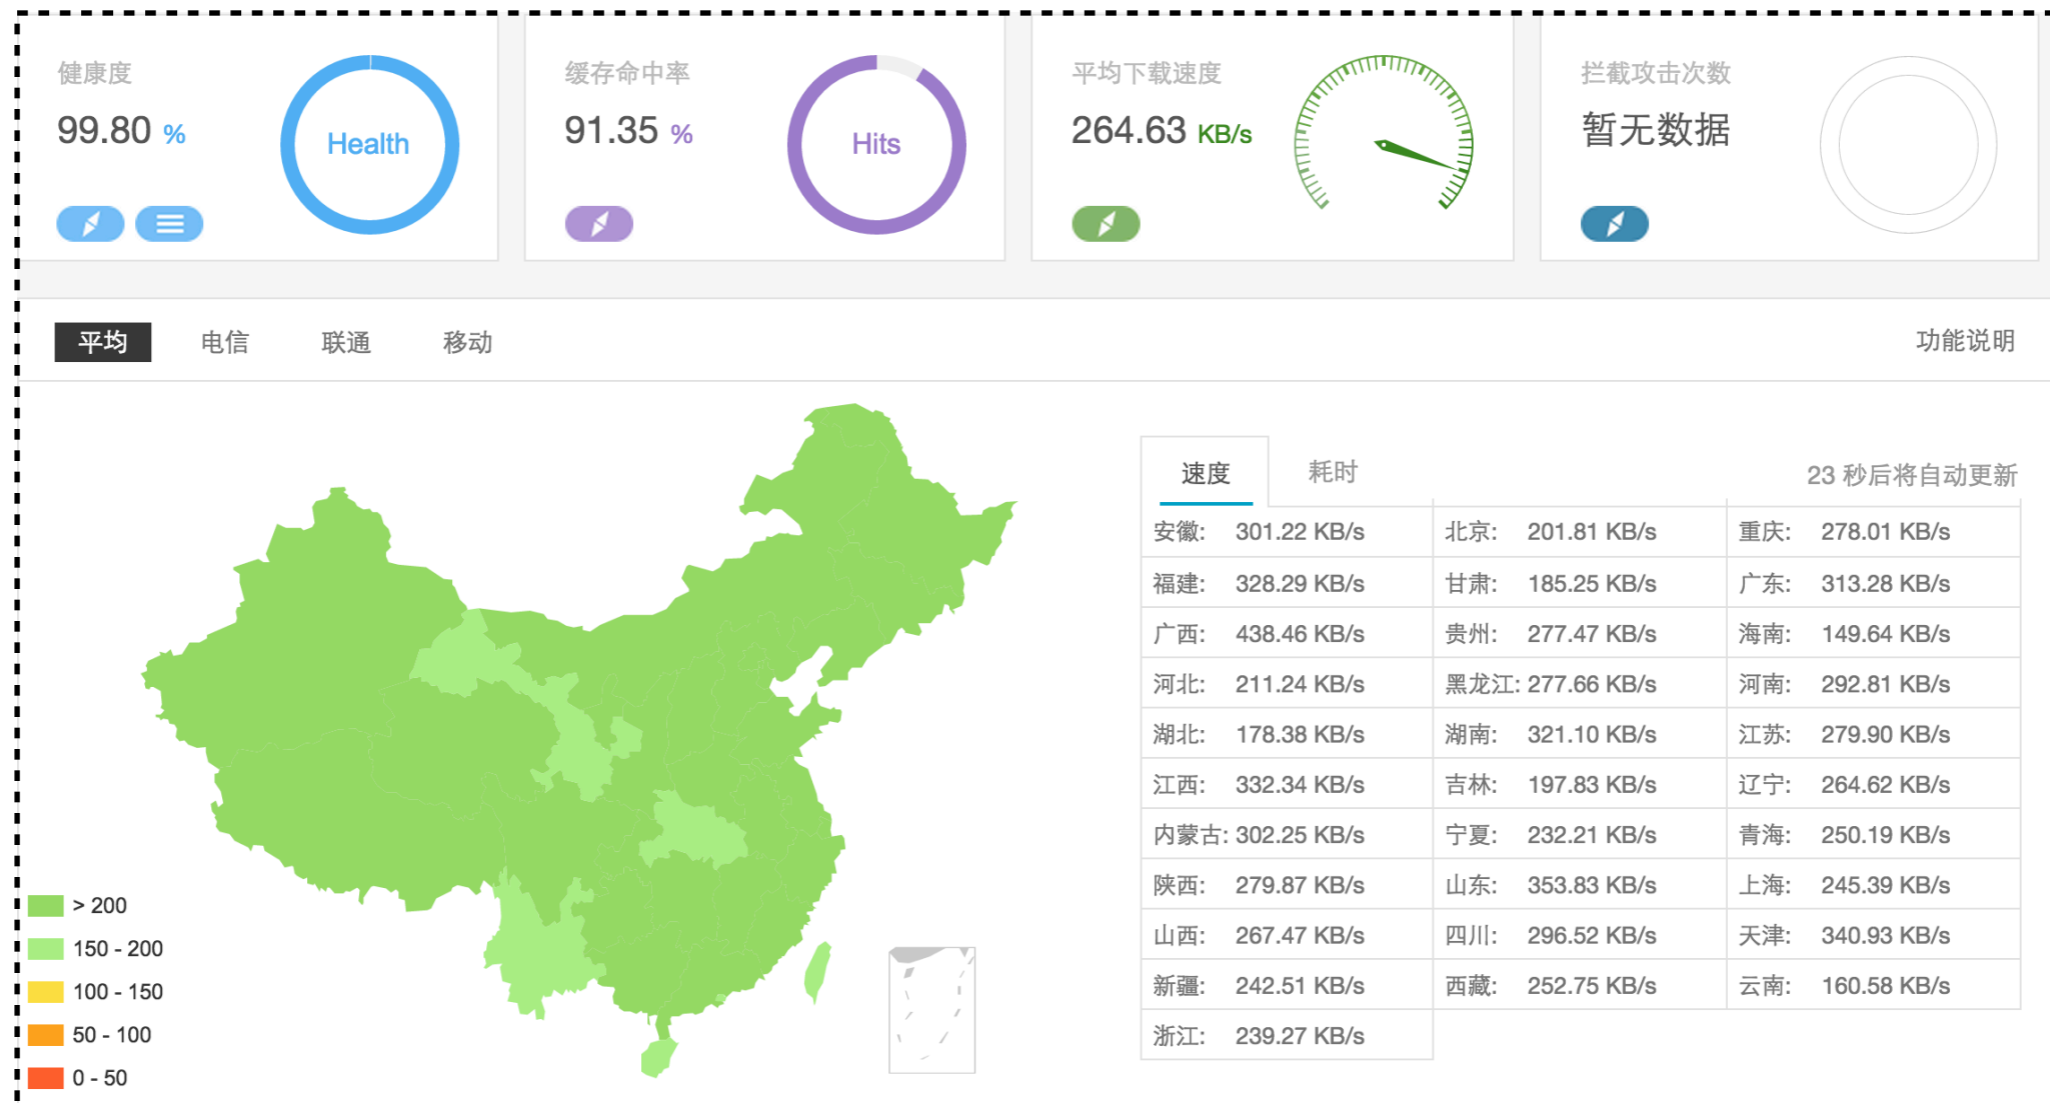 健康度
99.80 %
Health
缓存命中率
91.35 %
Hits
平均下载速度
264.63 KB/s
拦截攻击次数
暂无数据
平均 电信 联通 移动 功能说明
速度 耗时 23 秒后将自动更新
安徽: 301.22 KB/s 北京: 201.81 KB/s 重庆: 278.01 KB/s
福建: 328.29 KB/s 甘肃: 185.25 KB/s 广东: 313.28 KB/s
广西: 438.46 KB/s 贵州: 277.47 KB/s 海南: 149.64 KB/s
河北: 211.24 KB/s 黑龙江: 277.66 KB/s 河南: 292.81 KB/s
湖北: 178.38 KB/s 湖南: 321.10 KB/s 江苏: 279.90 KB/s
江西: 332.34 KB/s 吉林: 197.83 KB/s 辽宁: 264.62 KB/s
内蒙古: 302.25 KB/s 宁夏: 232.21 KB/s 青海: 250.19 KB/s
陕西: 279.87 KB/s 山东: 353.83 KB/s 上海: 245.39 KB/s
山西: 267.47 KB/s 四川: 296.52 KB/s 天津: 340.93 KB/s
新疆: 242.51 KB/s 西藏: 252.75 KB/s 云南: 160.58 KB/s
浙江: 239.27 KB/s
> 200
150 - 200
100 - 150
50 - 100
0 - 50